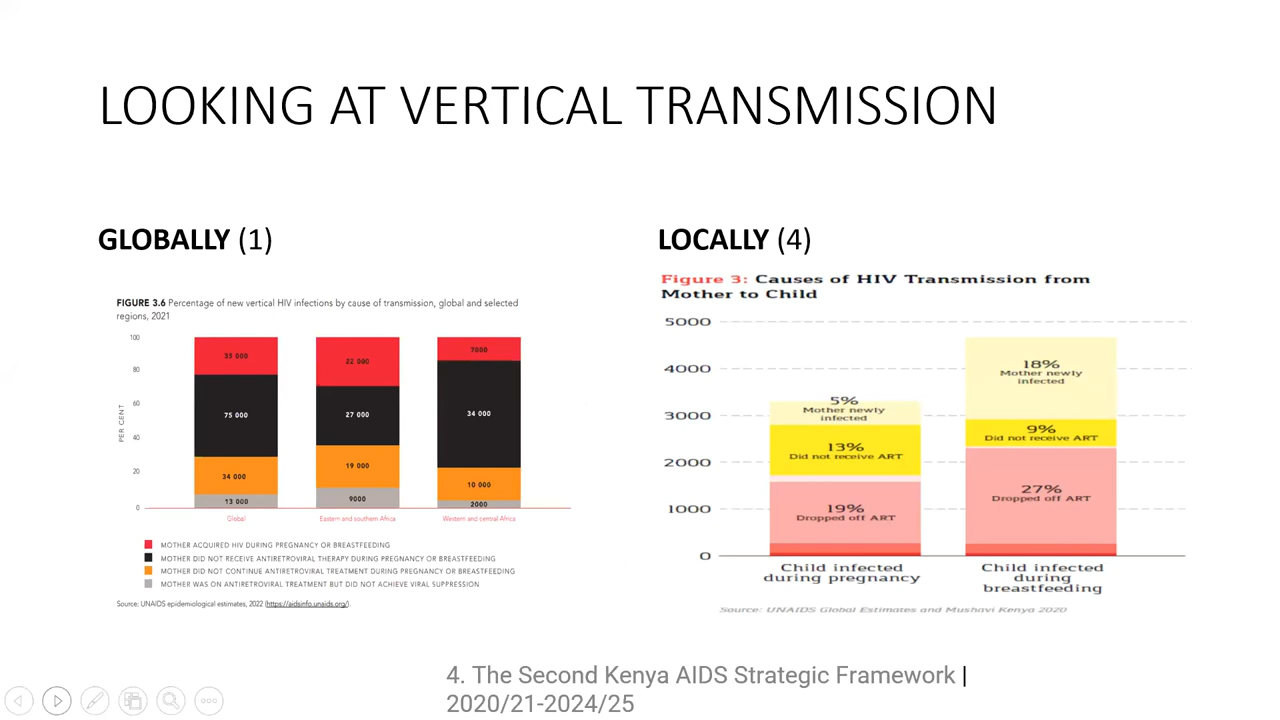 LOOKING AT VERTICAL TRANSMISSION
GLOBALLY (1)
FIGURE 3.6 Percentage of new vertical HIV infections by cause of transmission, global and selected
regions, 2021
100
80
60
40
20
0
PER CENT
35 000
75 000
34 000
13 000
22 000
27 000
19 000
9000
7000
34 000
10 000
2000
Global
Eastern and southern Africa
Western and central Africa
MOTHER ACQUIRED HIV DURING PREGNANCY OR BREASTFEEDING
MOTHER DID NOT RECEIVE ANTIRETROVIRAL THERAPY DURING PREGNANCY OR BREASTFEEDING
MOTHER DID NOT CONTINUE ANTIRETROVIRAL TREATMENT DURING PREGNANCY OR BREASTFEEDING
MOTHER WAS ON ANTIRETROVIRAL TREATMENT BUT DID NOT ACHIEVE VIRAL SUPPRESSION
Source: UNAIDS epidemiological estimates, 2022 (https://aidsinfo.unaids.org/).
LOCALLY (4)
Figure 3: Causes of HIV Transmission from
Mother to Child
5000
4000
3000
2000
1000
0
5%
Mother newly
infected
13%
Did not receive ART
19%
Dropped off ART
18%
Mother newly
infected
9%
Did not receive ART
27%
Dropped off ART
Child infected
during pregnancy
Child infected
during
breastfeeding
Source: UNAIDS Global Estimates and Mushavi Kenya 2020
4. The Second Kenya AIDS Strategic Framework |
2020/21-2024/25